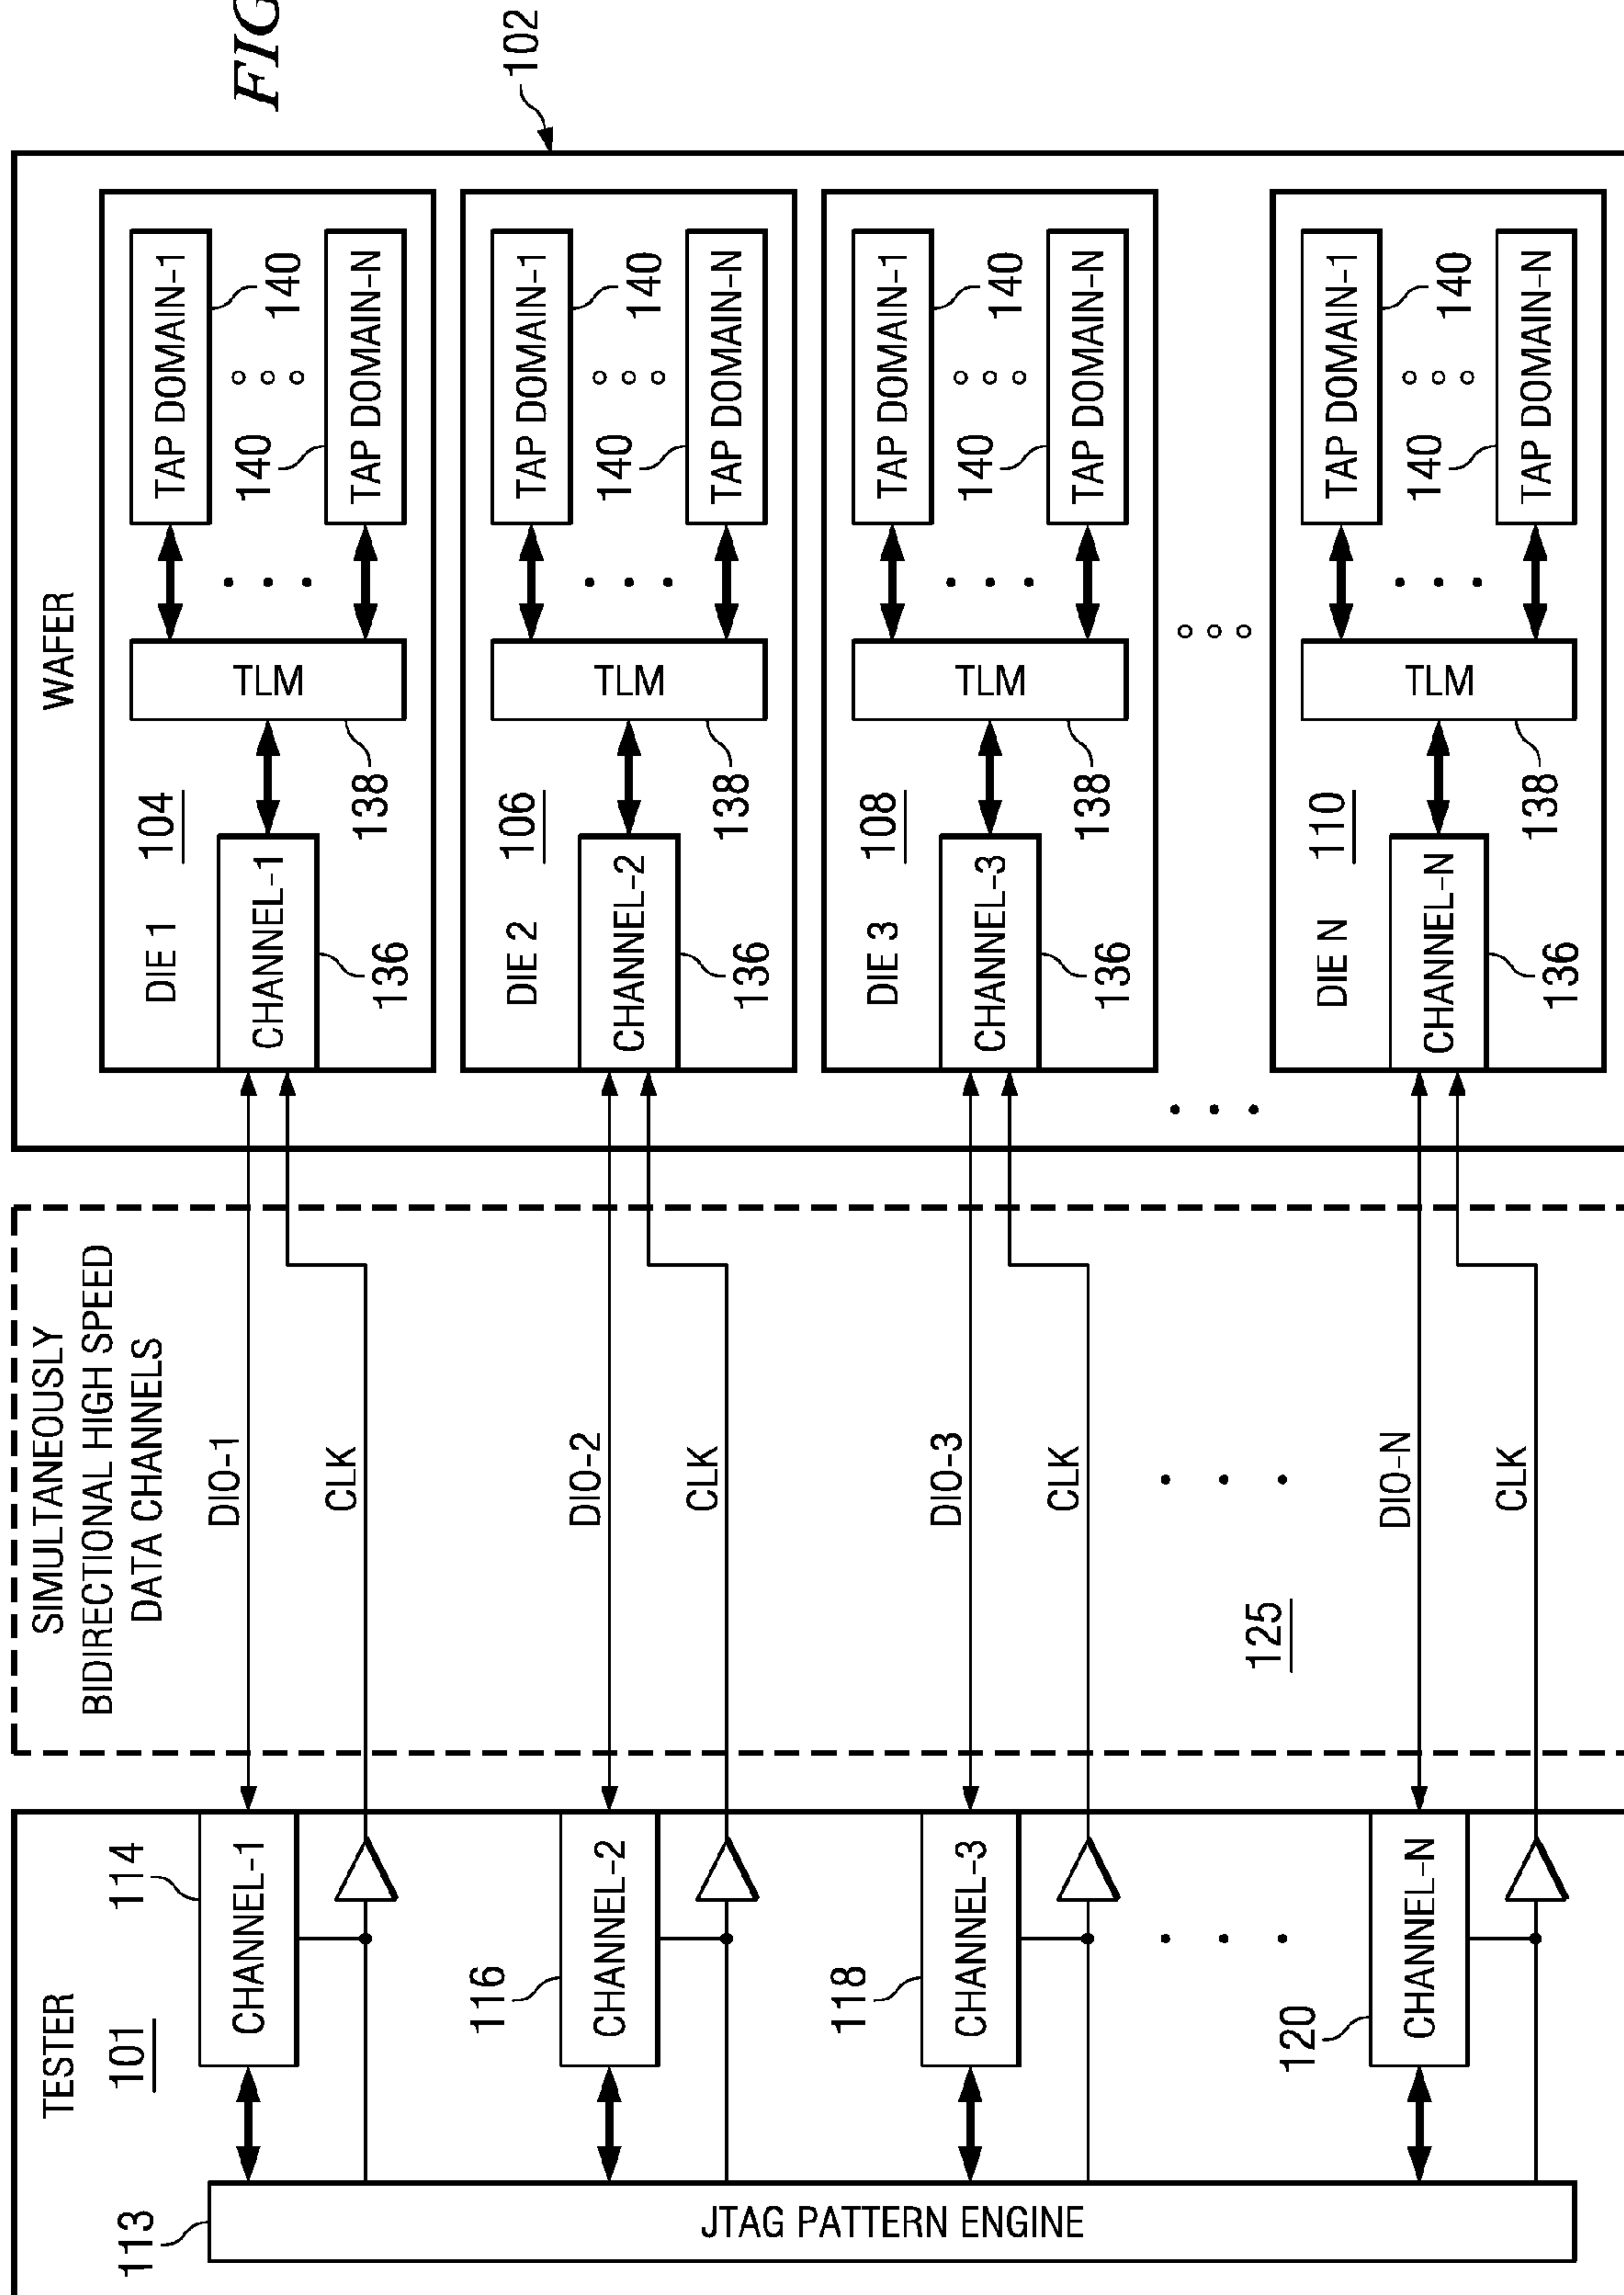 FIG
102
WAFER
DIE 1
104
CHANNEL-1
136
138
TLM
TAP DOMAIN-1
140
140
TAP DOMAIN-N
DIE 2
106
CHANNEL-2
136
138
TLM
TAP DOMAIN-1
140
140
TAP DOMAIN-N
DIE 3
108
CHANNEL-3
136
138
TLM
TAP DOMAIN-1
140
140
TAP DOMAIN-N
DIE N
110
CHANNEL-N
136
138
TLM
TAP DOMAIN-1
140
140
TAP DOMAIN-N
SIMULTANEOUSLY
BIDIRECTIONAL HIGH SPEED
DATA CHANNELS
DIO-1
CLK
DIO-2
CLK
DIO-3
CLK
DIO-N
CLK
125
TESTER
101
114
CHANNEL-1
116
CHANNEL-2
118
CHANNEL-3
120
CHANNEL-N
113
JTAG PATTERN ENGINE